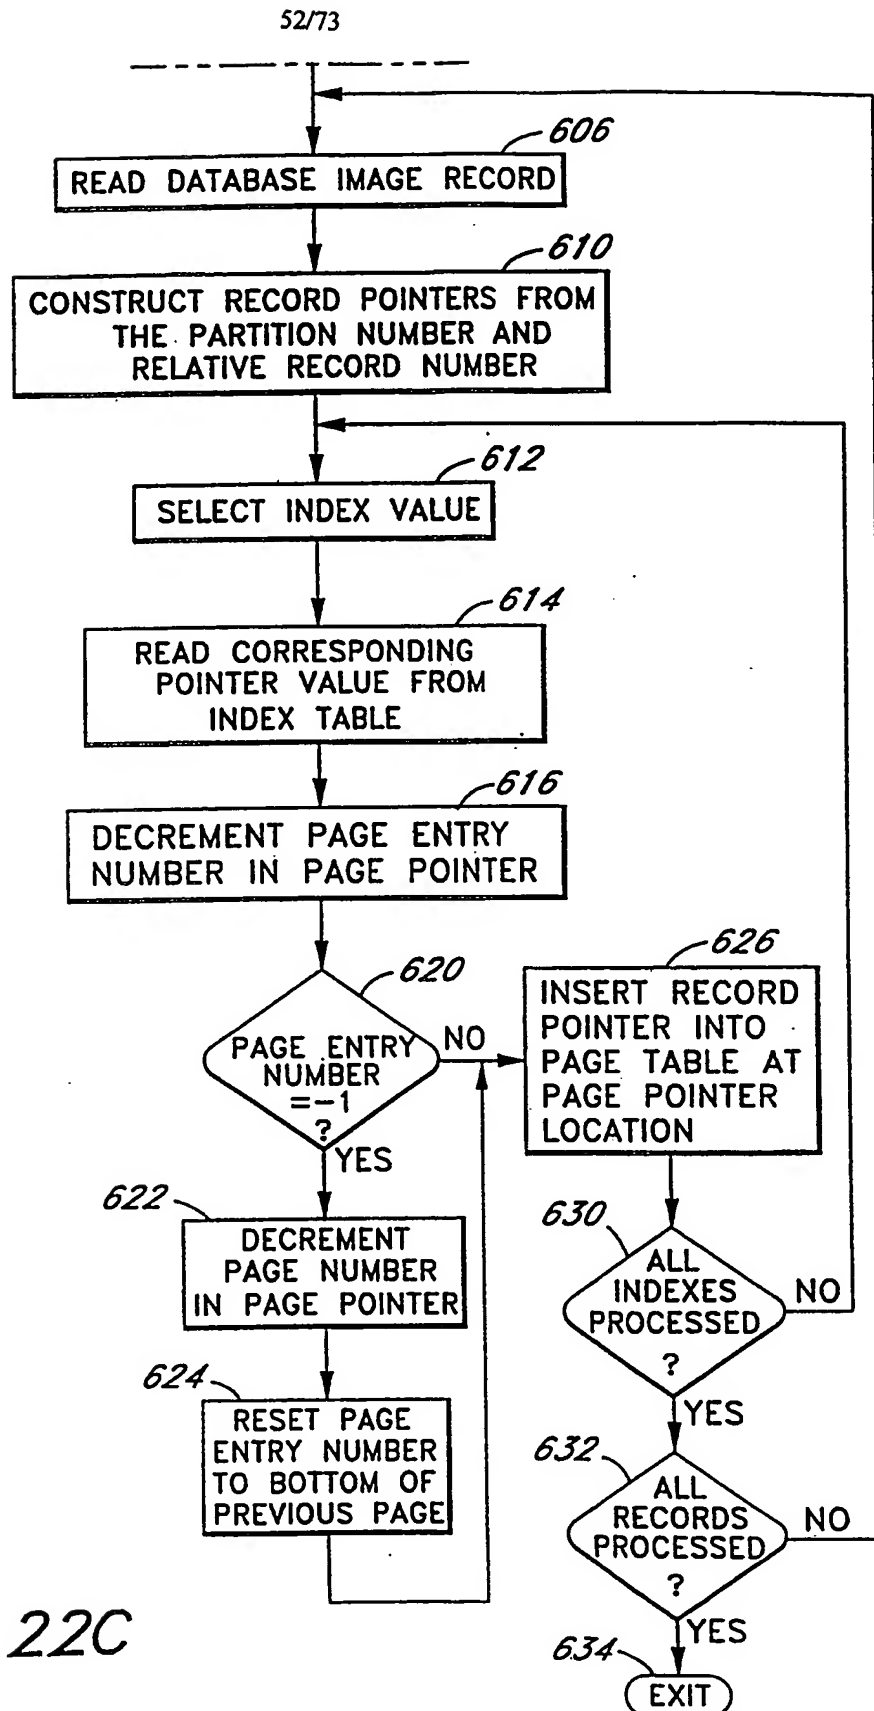 52/73
606
READ DATABASE IMAGE RECORD
610
CONSTRUCT RECORD POINTERS FROM
THE PARTITION NUMBER AND
RELATIVE RECORD NUMBER
612
SELECT INDEX VALUE
614
READ CORRESPONDING
POINTER VALUE FROM
INDEX TABLE
616
DECREMENT PAGE ENTRY
NUMBER IN PAGE POINTER
620
PAGE ENTRY
NUMBER
=-1
?
NO
YES
622
DECREMENT
PAGE NUMBER
IN PAGE POINTER
624
RESET PAGE
ENTRY NUMBER
TO BOTTOM OF
PREVIOUS PAGE
626
INSERT RECORD
POINTER INTO
PAGE TABLE AT
PAGE POINTER
LOCATION
630
ALL
INDEXES
PROCESSED
?
NO
YES
632
ALL
RECORDS
PROCESSED
?
NO
YES
634
EXIT
22C